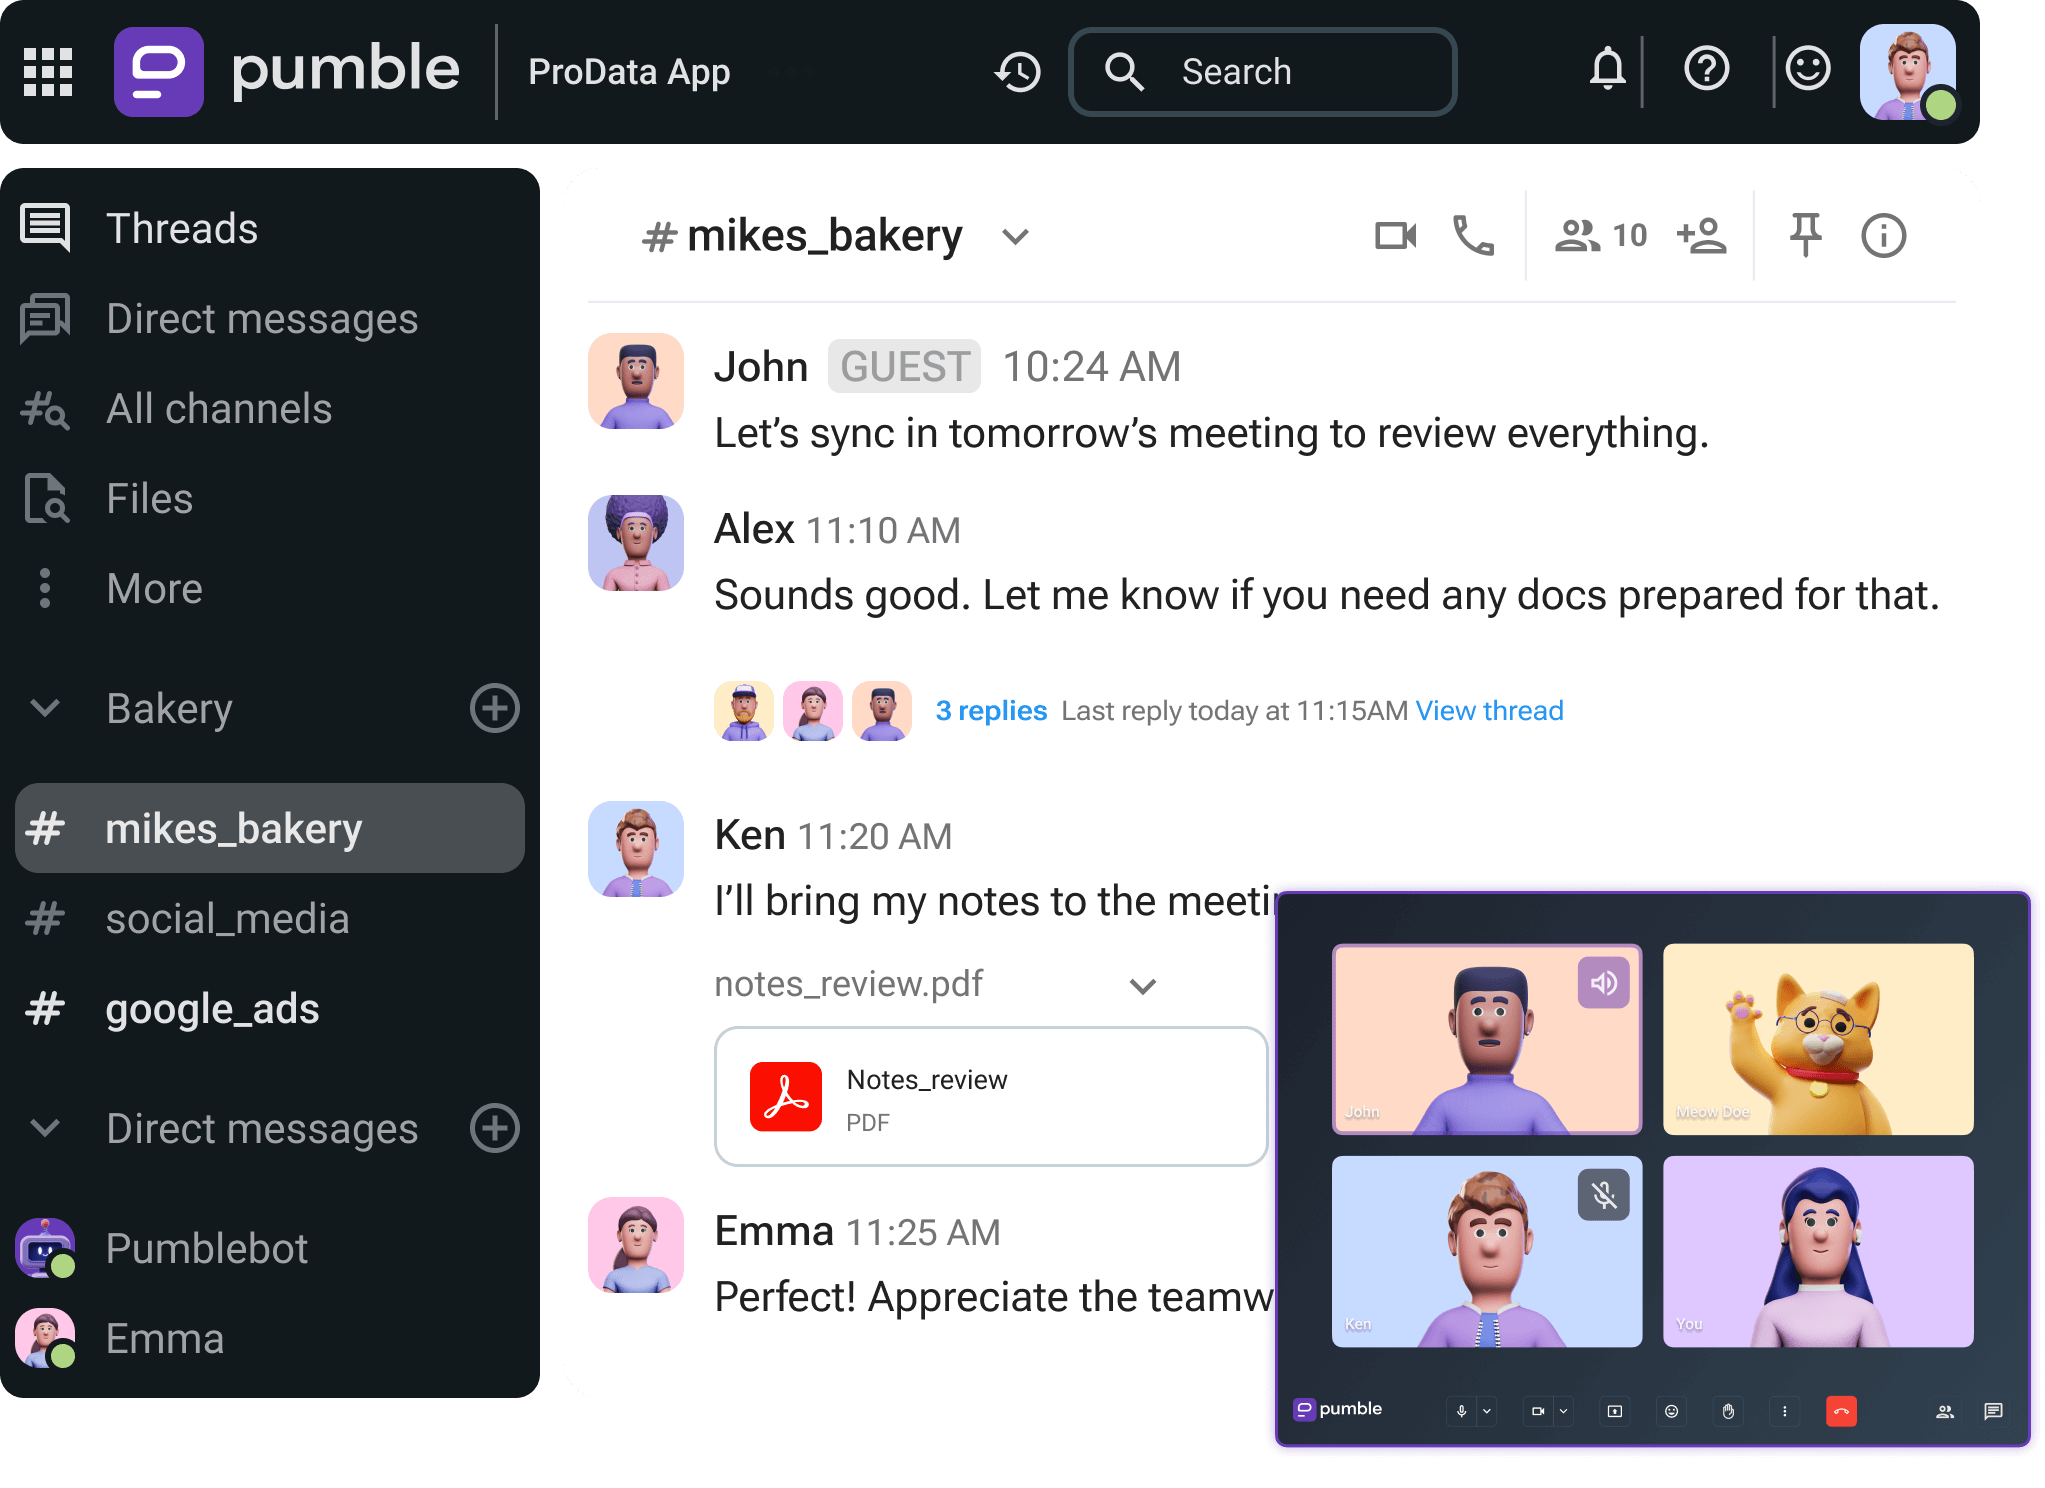 pumble
ProData App
Search
Threads
Direct messages
All channels
Files
More
Bakery
# mikes_bakery
# social_media
# google_ads
Direct messages
Pumblebot
Emma
# mikes_bakery
10
John GUEST 10:24 AM
Let’s sync in tomorrow’s meeting to review everything.
Alex 11:10 AM
Sounds good. Let me know if you need any docs prepared for that.
3 replies Last reply today at 11:15AM View thread
Ken 11:20 AM
I’ll bring my notes to the meetin
notes_review.pdf
Notes_review
PDF
Emma 11:25 AM
Perfect! Appreciate the teamw
John
Meow Doe
Ken
You
pumble